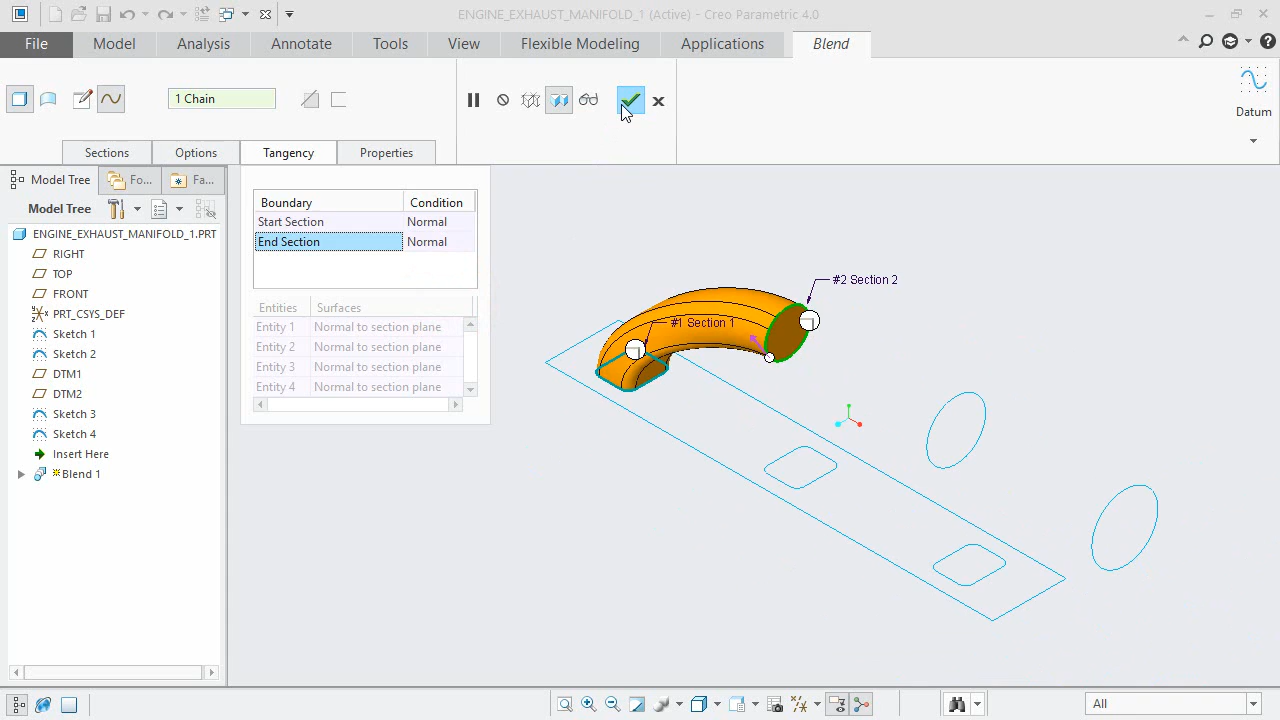 ENGINE_EXHAUST_MANIFOLD_1 (Active) - Creo Parametric 4.0
File Model Analysis Annotate Tools View Flexible Modeling Applications Blend
1 Chain
Datum
Sections Options Tangency Properties
Model Tree Fo... Fa...
Model Tree
ENGINE_EXHAUST_MANIFOLD_1.PRT
RIGHT
TOP
FRONT
PRT_CSYS_DEF
Sketch 1
Sketch 2
DTM1
DTM2
Sketch 3
Sketch 4
Insert Here
Blend 1
Boundary Condition
Start Section Normal
End Section Normal
Entities Surfaces
Entity 1 Normal to section plane
Entity 2 Normal to section plane
Entity 3 Normal to section plane
Entity 4 Normal to section plane
#2 Section 2
#1 Section 1
All